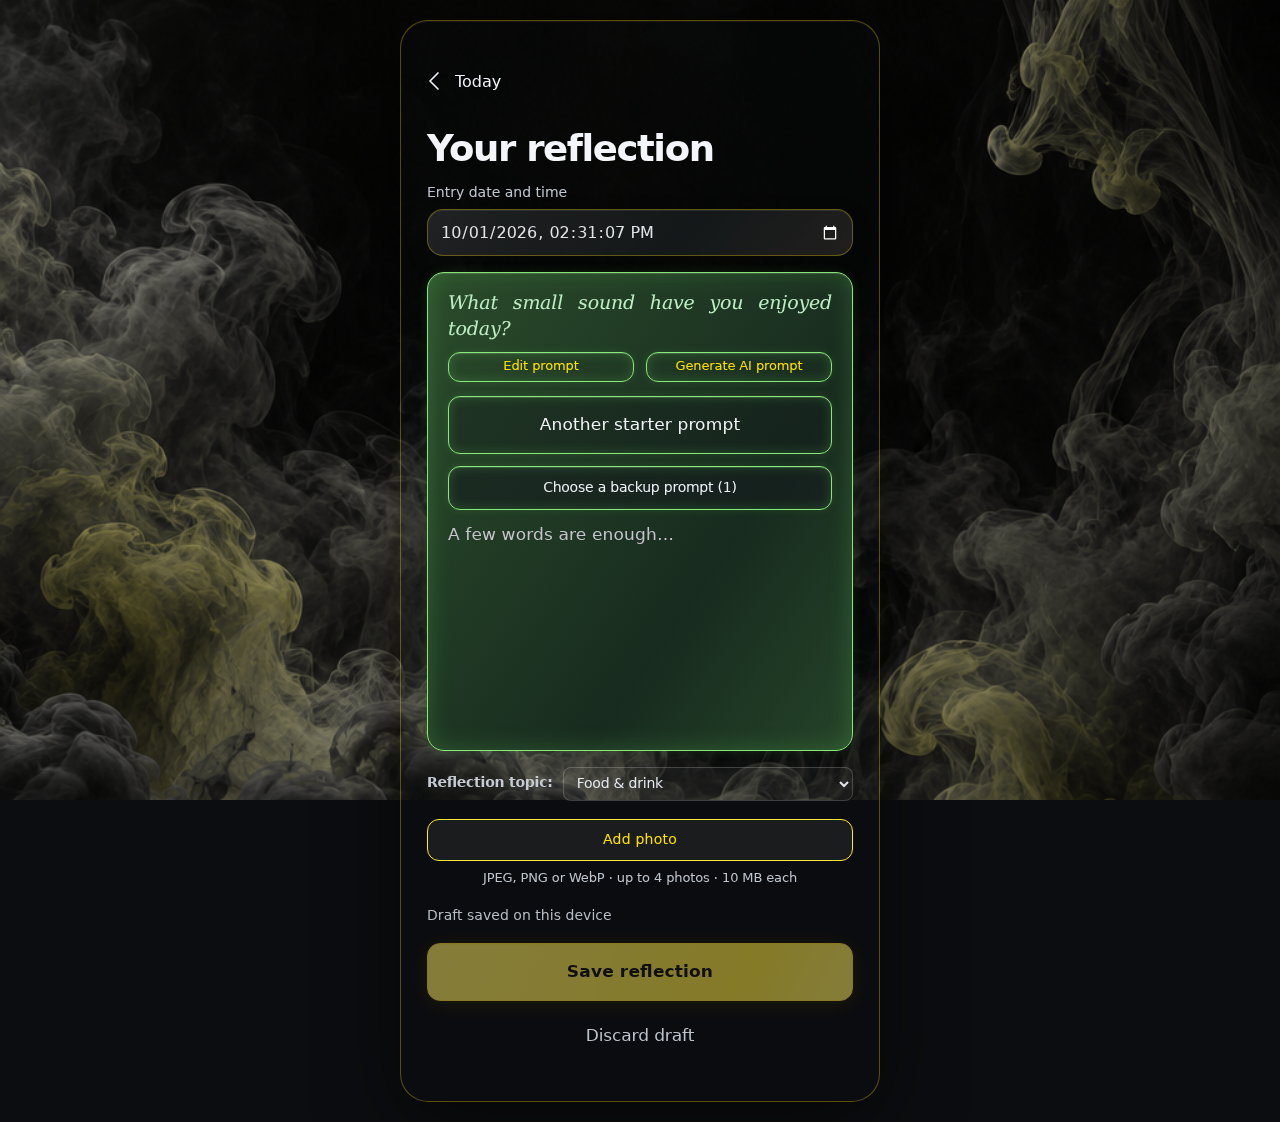 Today
Your reflection
Entry date and time
10/01/2026, 02:31:07 PM
What small sound have you enjoyed
today?
Edit prompt
Generate AI prompt
Another starter prompt
Choose a backup prompt (1)
A few words are enough...
Reflection topic:
Food & drink
Add photo
JPEG, PNG or WebP · up to 4 photos · 10 MB each
Draft saved on this device
Save reflection
Discard draft